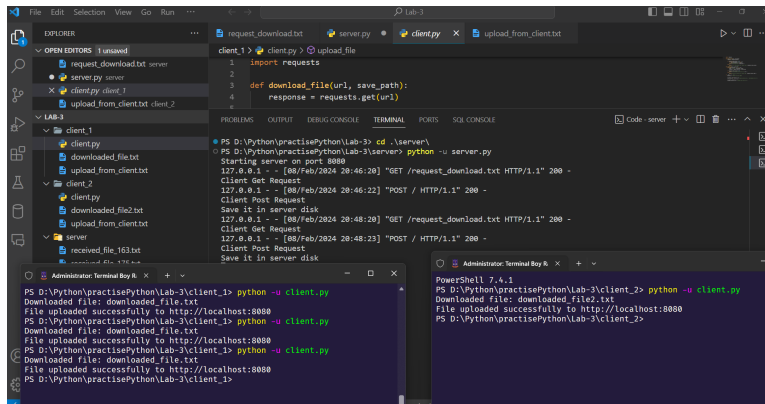 File Edit Selection View Go Run ... Lab-3
EXPLORER ...
OPEN EDITORS 1 unsaved
request_download.txt server
server.py server
client.py client_1
upload_from_client.txt client_2
LAB-3
client_1
client.py
downloaded_file.txt
upload_from_client.txt
client_2
client.py
downloaded_file2.txt
upload_from_client.txt
server
received_file_163.txt
request_download.txt server.py client.py upload_from_client.txt
client_1 > client.py > upload_file
1 import requests
2
3 def download_file(url, save_path):
4 response = requests.get(url)
PROBLEMS OUTPUT DEBUG CONSOLE TERMINAL PORTS SQL CONSOLE Code - server
PS D:\Python\practisePython\Lab-3> cd .\server\
PS D:\Python\practisePython\Lab-3\server> python -u server.py
Starting server on port 8080
127.0.0.1 - - [08/Feb/2024 20:46:20] "GET /request_download.txt HTTP/1.1" 200 -
Client Get Request
127.0.0.1 - - [08/Feb/2024 20:46:22] "POST / HTTP/1.1" 200 -
Client Post Request
Save it in server disk
127.0.0.1 - - [08/Feb/2024 20:48:20] "GET /request_download.txt HTTP/1.1" 200 -
Client Get Request
127.0.0.1 - - [08/Feb/2024 20:48:23] "POST / HTTP/1.1" 200 -
Client Post Request
Save it in server disk
Administrator: Terminal Boy
PS D:\Python\practisePython\Lab-3\client_1> python -u client.py
Downloaded file: downloaded_file.txt
File uploaded successfully to http://localhost:8080
PS D:\Python\practisePython\Lab-3\client_1> python -u client.py
Downloaded file: downloaded_file.txt
File uploaded successfully to http://localhost:8080
PS D:\Python\practisePython\Lab-3\client_1> python -u client.py
Downloaded file: downloaded_file.txt
File uploaded successfully to http://localhost:8080
PS D:\Python\practisePython\Lab-3\client_1>
Administrator: Terminal Boy
PowerShell 7.4.1
PS D:\Python\practisePython\Lab-3\client_2> python -u client.py
Downloaded file: downloaded_file2.txt
File uploaded successfully to http://localhost:8080
PS D:\Python\practisePython\Lab-3\client_2>